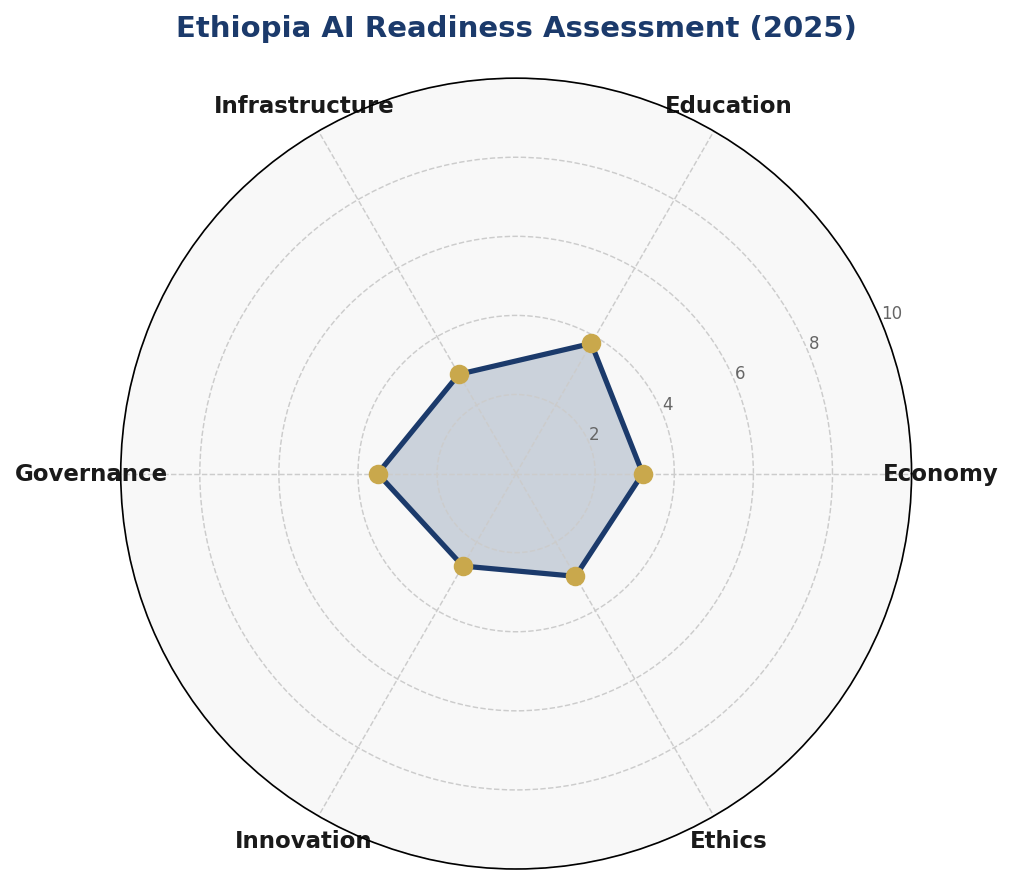 Ethiopia AI Readiness Assessment (2025)
Infrastructure
Education
10
8
6
4
2
Governance
Economy
Innovation
Ethics